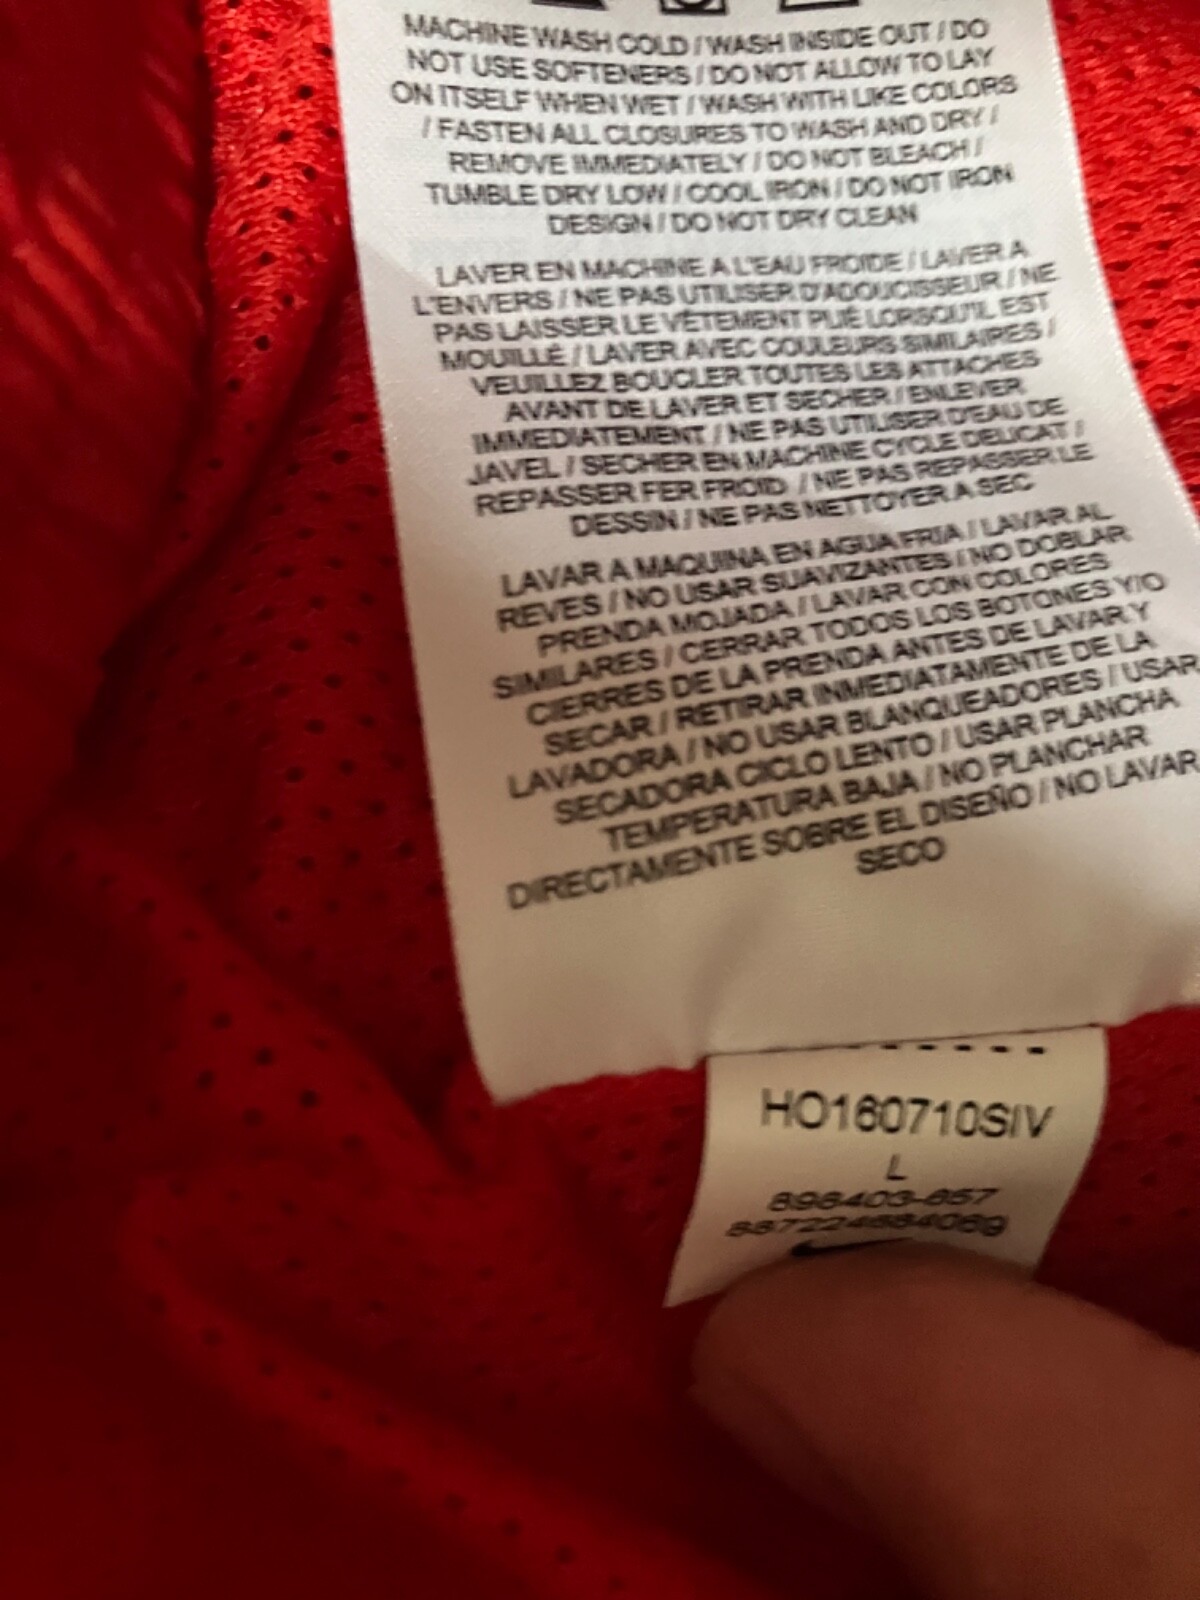 MACHINE WASH COLD / WASH INSIDE OUT / DO
NOT USE SOFTENERS / DO NOT ALLOW TO LAY
ON ITSELF WHEN WET / WASH WITH LIKE COLORS
/ FASTEN ALL CLOSURES TO WASH AND DRY /
REMOVE IMMEDIATELY / DO NOT BLEACH /
TUMBLE DRY LOW / COOL IRON / DO NOT IRON
DESIGN / DO NOT DRY CLEAN
LAVER EN MACHINE A L'EAU FROIDE / LAVER A
L'ENVERS / NE PAS UTILISER D'ADOUCISSEUR / NE
PAS LAISSER LE VÊTEMENT PLIÉ LORSQU'IL EST
MOUILLÉ / LAVER AVEC COULEURS SIMILAIRES /
VEUILLEZ BOUCLER TOUTES LES ATTACHES
AVANT DE LAVER ET SECHER / ENLEVER
IMMEDIATEMENT / NE PAS UTILISER D'EAU DE
JAVEL / SECHER EN MACHINE CYCLE DELICAT /
REPASSER FER FROID / NE PAS REPASSER LE
DESSIN / NE PAS NETTOYER A SEC
LAVAR A MAQUINA EN AGUA FRIA / LAVAR AL
REVES / NO USAR SUAVIZANTES / NO DOBLAR
PRENDA MOJADA / LAVAR CON COLORES
SIMILARES / CERRAR TODOS LOS BOTONES Y/O
CIERRES DE LA PRENDA ANTES DE LAVAR Y
SECAR / RETIRAR INMEDIATAMENTE DE LA
LAVADORA / NO USAR BLANQUEADORES / USAR
SECADORA CICLO LENTO / USAR PLANCHA
TEMPERATURA BAJA / NO PLANCHAR
DIRECTAMENTE SOBRE EL DISEÑO / NO LAVAR
SECO
HO160710SIV
L
898403-657